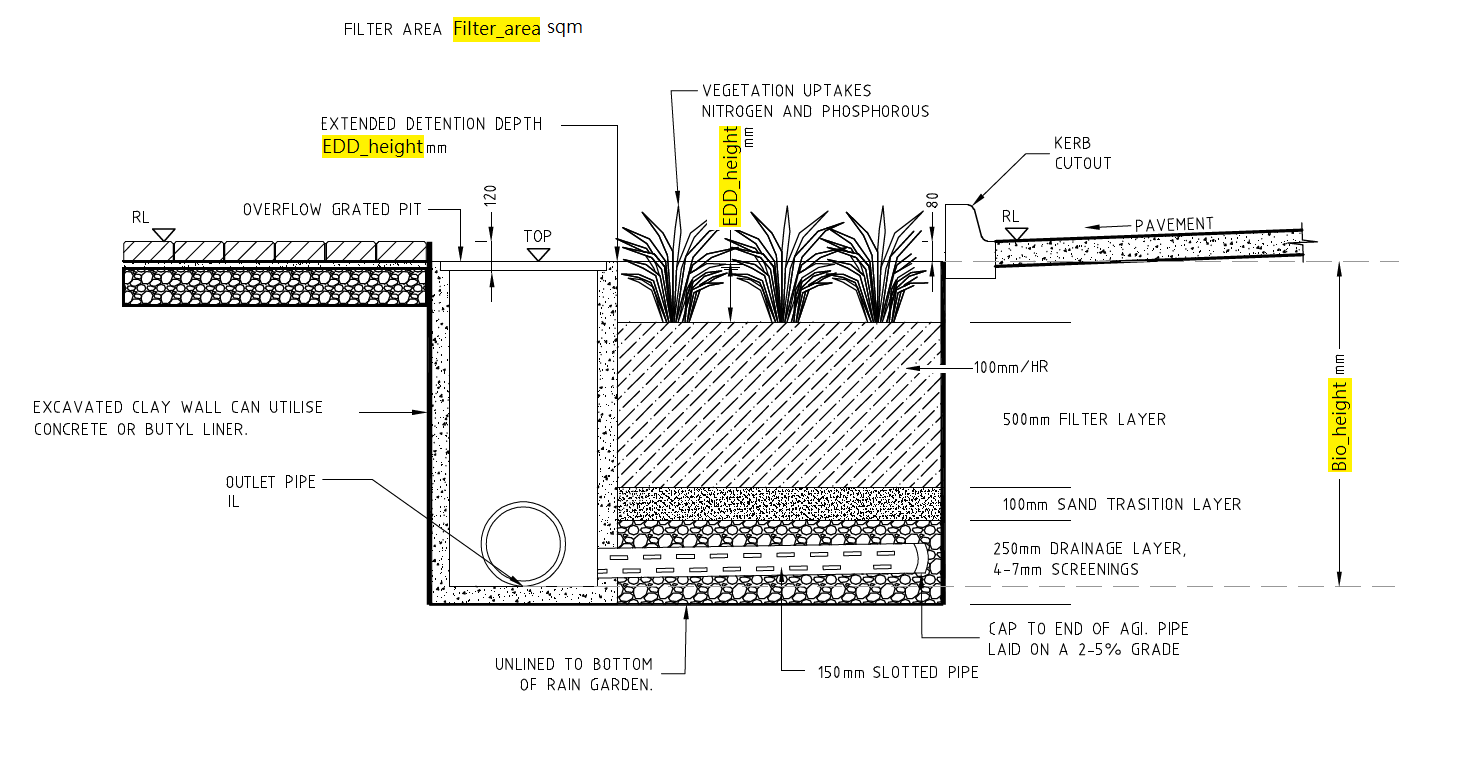 FILTER AREA Filter_area sqm
VEGETATION UPTAKES
NITROGEN AND PHOSPHOROUS
EXTENDED DETENTION DEPTH
EDD_height mm
EDD_height mm
KERB
CUTOUT
120
80
OVERFLOW GRATED PIT
RL
TOP
RL
PAVEMENT
100mm/HR
Bio_height mm
EXCAVATED CLAY WALL CAN UTILISE
CONCRETE OR BUTYL LINER.
500mm FILTER LAYER
OUTLET PIPE
IL
100mm SAND TRASITION LAYER
250mm DRAINAGE LAYER,
4-7mm SCREENINGS
CAP TO END OF AGI. PIPE
LAID ON A 2-5% GRADE
UNLINED TO BOTTOM
OF RAIN GARDEN.
150mm SLOTTED PIPE